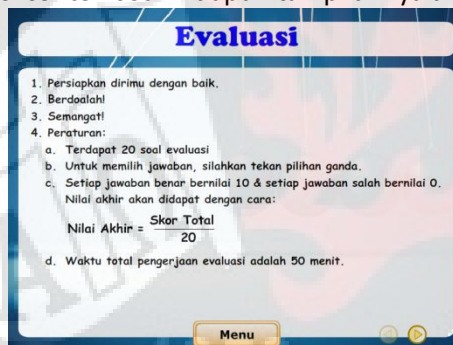 Evaluasi
1. Persiapkan dirimu dengan baik.
2. Berdoalah!
3. Semangat!
4. Peraturan:
a. Terdapat 20 soal evaluasi
b. Untuk memilih jawaban, silahkan tekan pilihan ganda.
c. Setiap jawaban benar bernilai 10 & setiap jawaban salah bernilai 0.
Nilai akhir akan didapat dengan cara:
Nilai Akhir = Skor Total
20
d. Waktu total pengerjaan evaluasi adalah 50 menit.
Menu